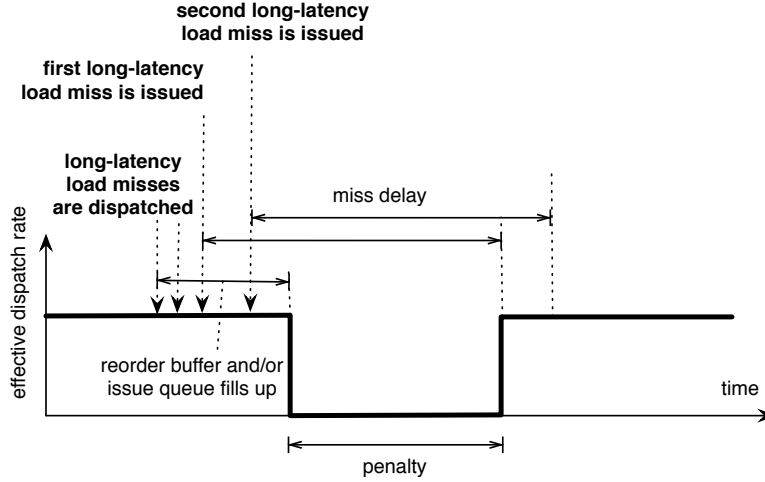 second long-latency
load miss is issued
first long-latency
load miss is issued
long-latency
load misses
are dispatched
miss delay
effective dispatch rate
reorder buffer and/or
issue queue fills up
time
penalty